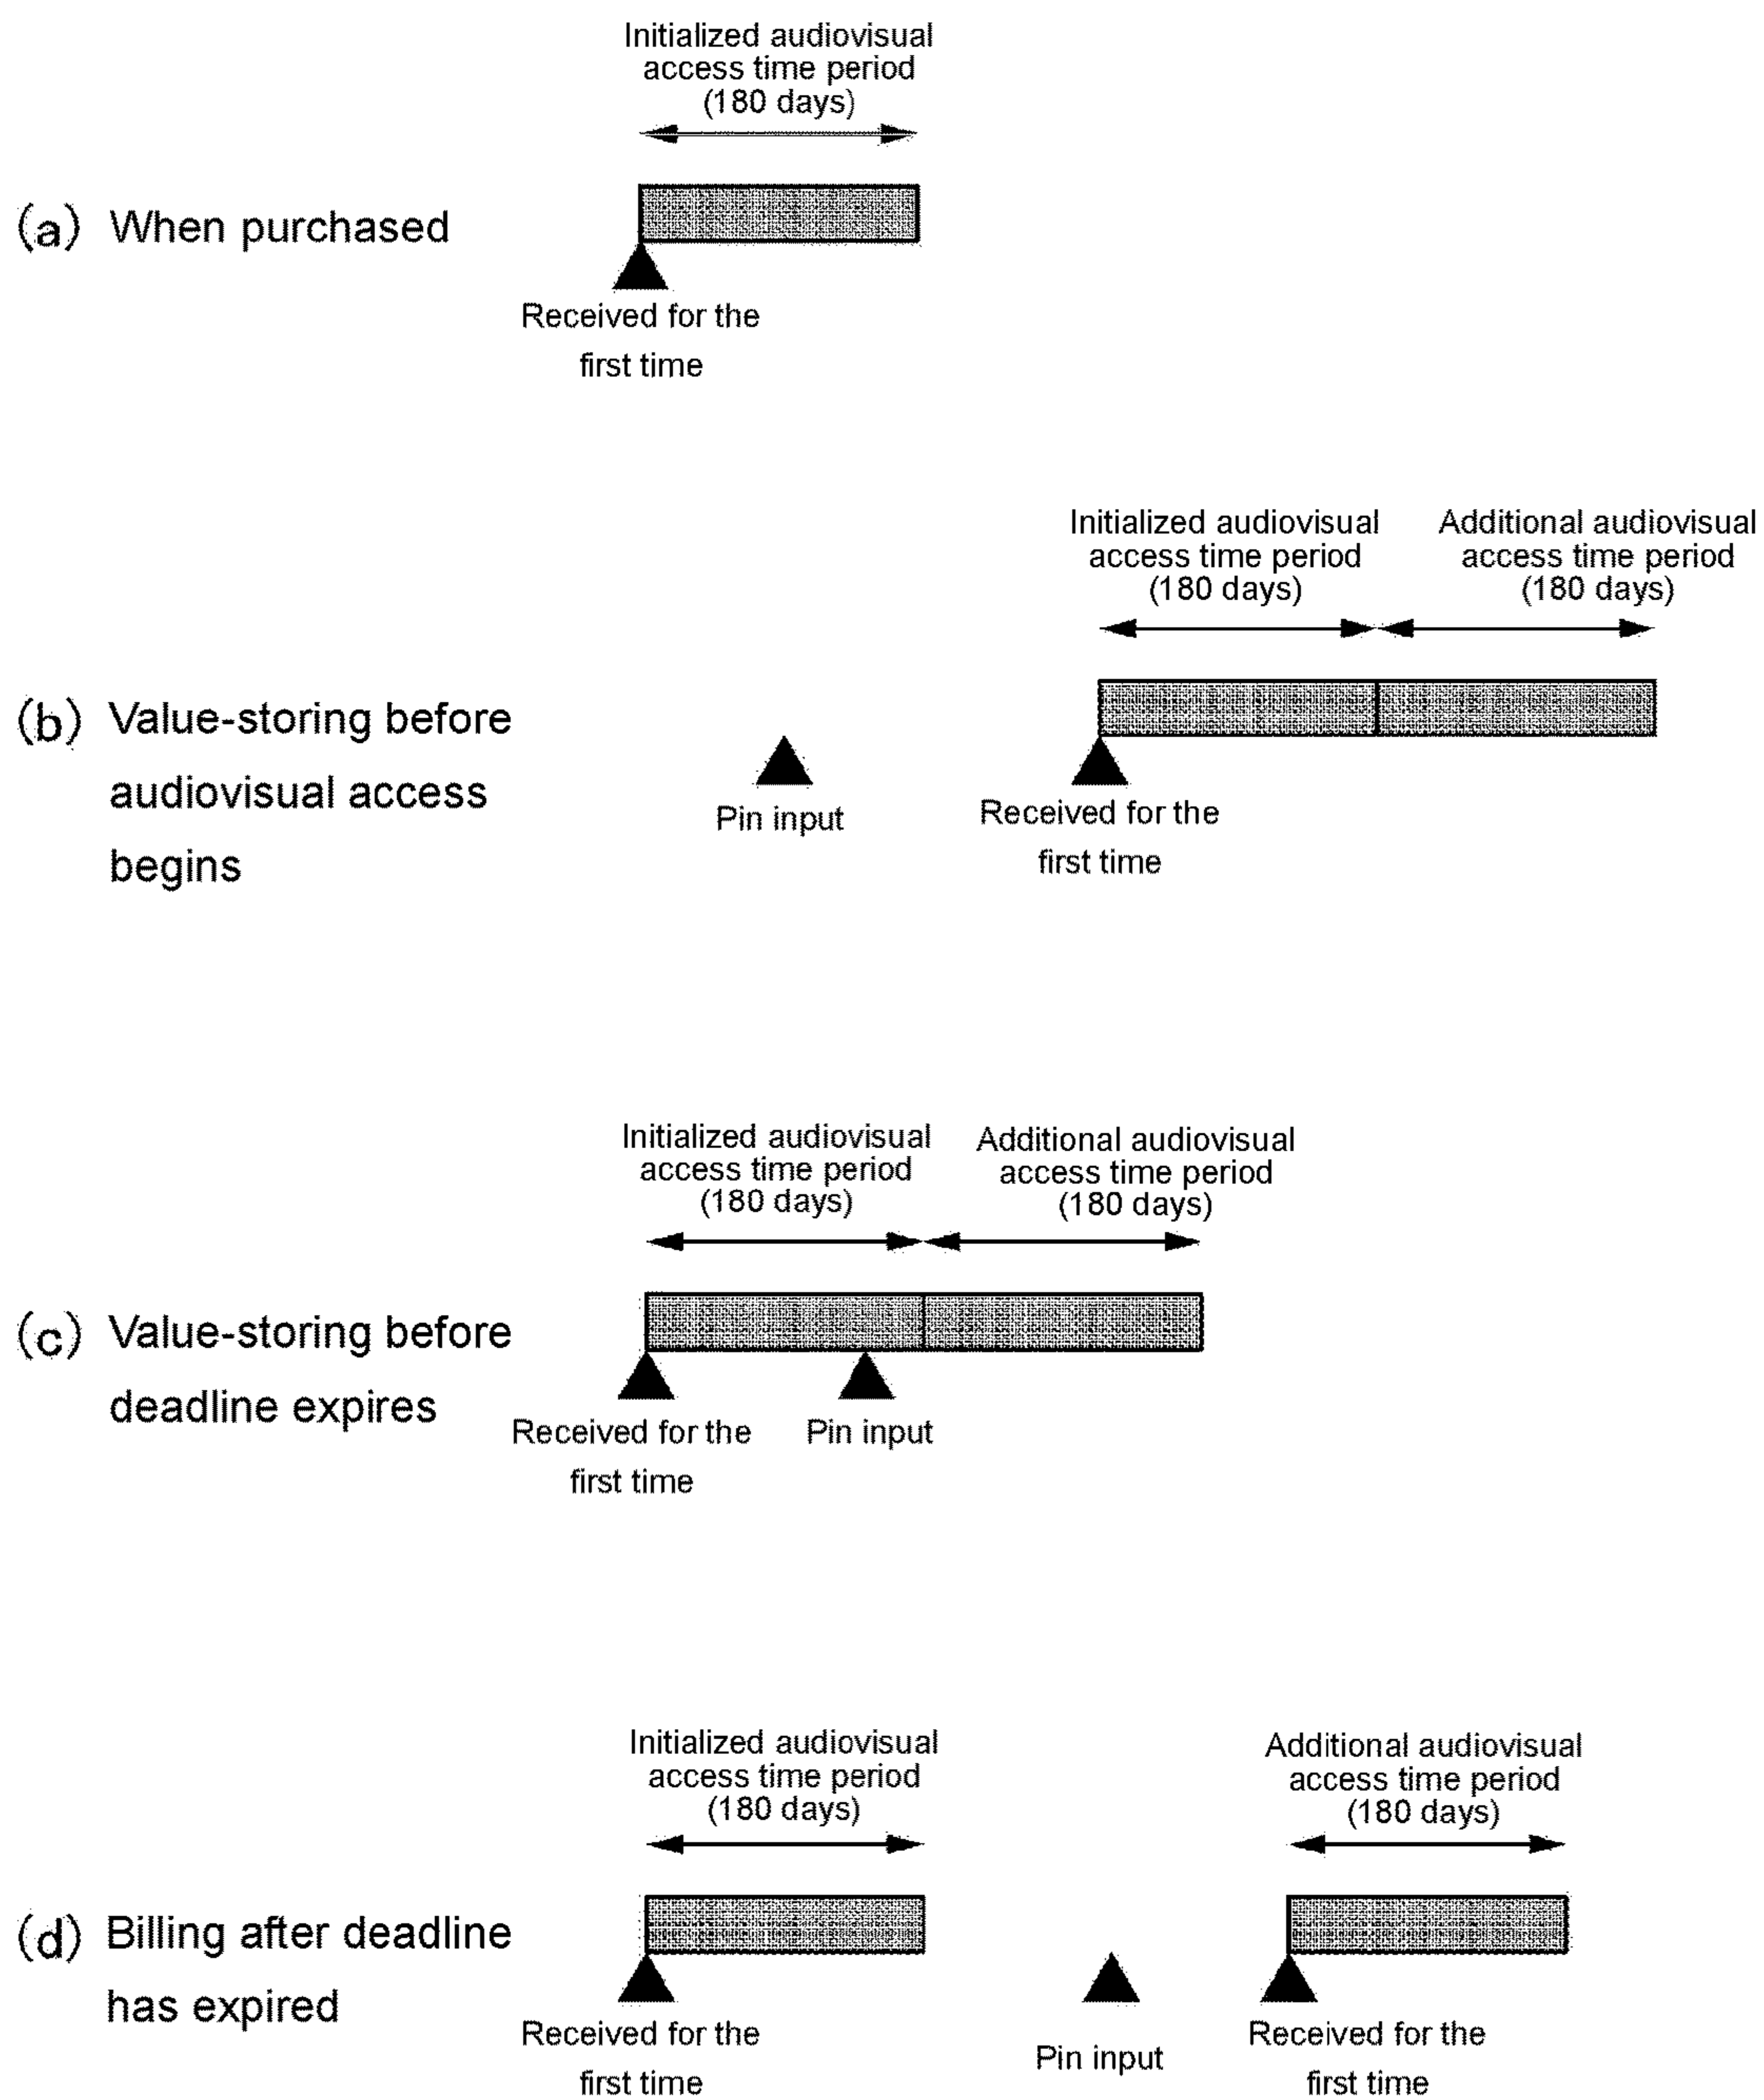 Initialized audiovisual
access time period
(180 days)
(a) When purchased
Received for the
first time
Initialized audiovisual
access time period
(180 days)
Additional audiovisual
access time period
(180 days)
(b) Value-storing before
audiovisual access
begins
Pin input
Received for the
first time
Initialized audiovisual
access time period
(180 days)
Additional audiovisual
access time period
(180 days)
(c) Value-storing before
deadline expires
Received for the
first time
Pin input
Initialized audiovisual
access time period
(180 days)
Additional audiovisual
access time period
(180 days)
(d) Billing after deadline
has expired
Received for the
first time
Pin input
Received for the
first time